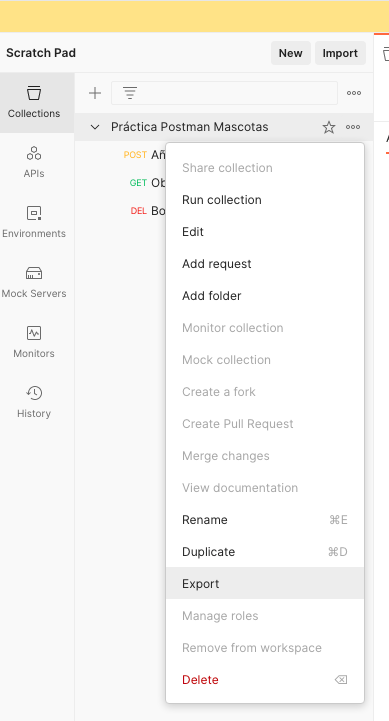 Scratch Pad
New
Import
Collections
APIs
Environments
Mock Servers
Monitors
History
Práctica Postman Mascotas
POST Añ
GET Ob
DEL Bo
Share collection
Run collection
Edit
Add request
Add folder
Monitor collection
Mock collection
Create a fork
Create Pull Request
Merge changes
View documentation
Rename ⌘E
Duplicate ⌘D
Export
Manage roles
Remove from workspace
Delete